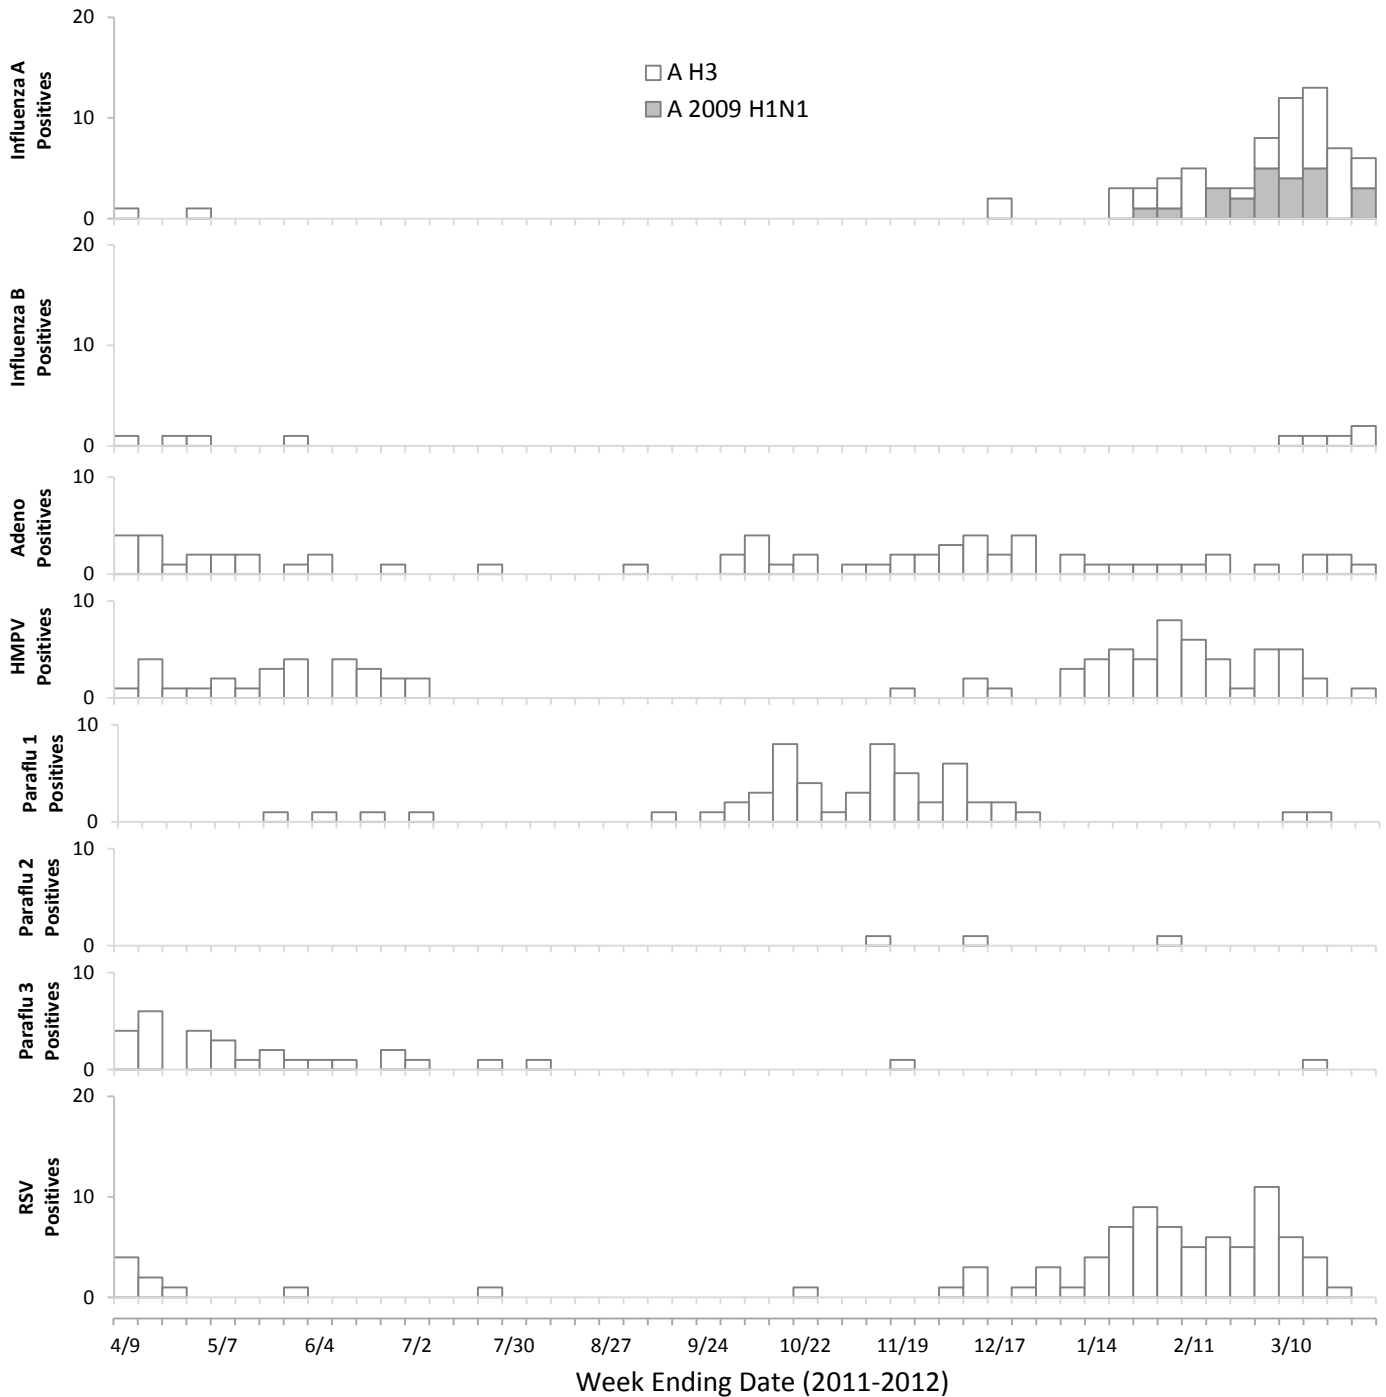 20
10
0
Influenza A
Positives
A H3
A 2009 H1N1
20
10
0
Influenza B
Positives
10
0
Adeno
Positives
10
0
HMPV
Positives
10
0
Paraflu 1
Positives
10
0
Paraflu 2
Positives
10
0
Paraflu 3
Positives
20
10
0
RSV
Positives
4/9 5/7 6/4 7/2 7/30 8/27 9/24 10/22 11/19 12/17 1/14 2/11 3/10
Week Ending Date (2011-2012)